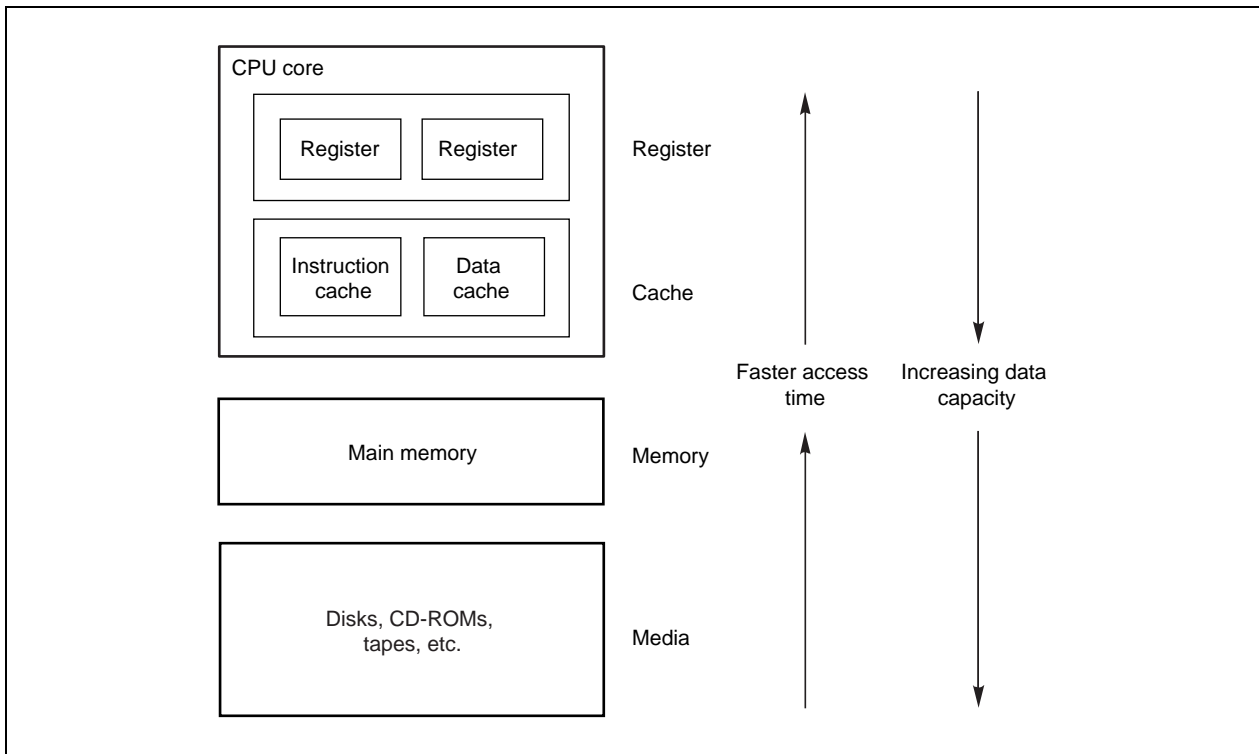 CPU core
Register
Register
Register
Instruction
cache
Data
cache
Cache
Faster access
time
Increasing data
capacity
Main memory
Memory
Disks, CD-ROMs,
tapes, etc.
Media